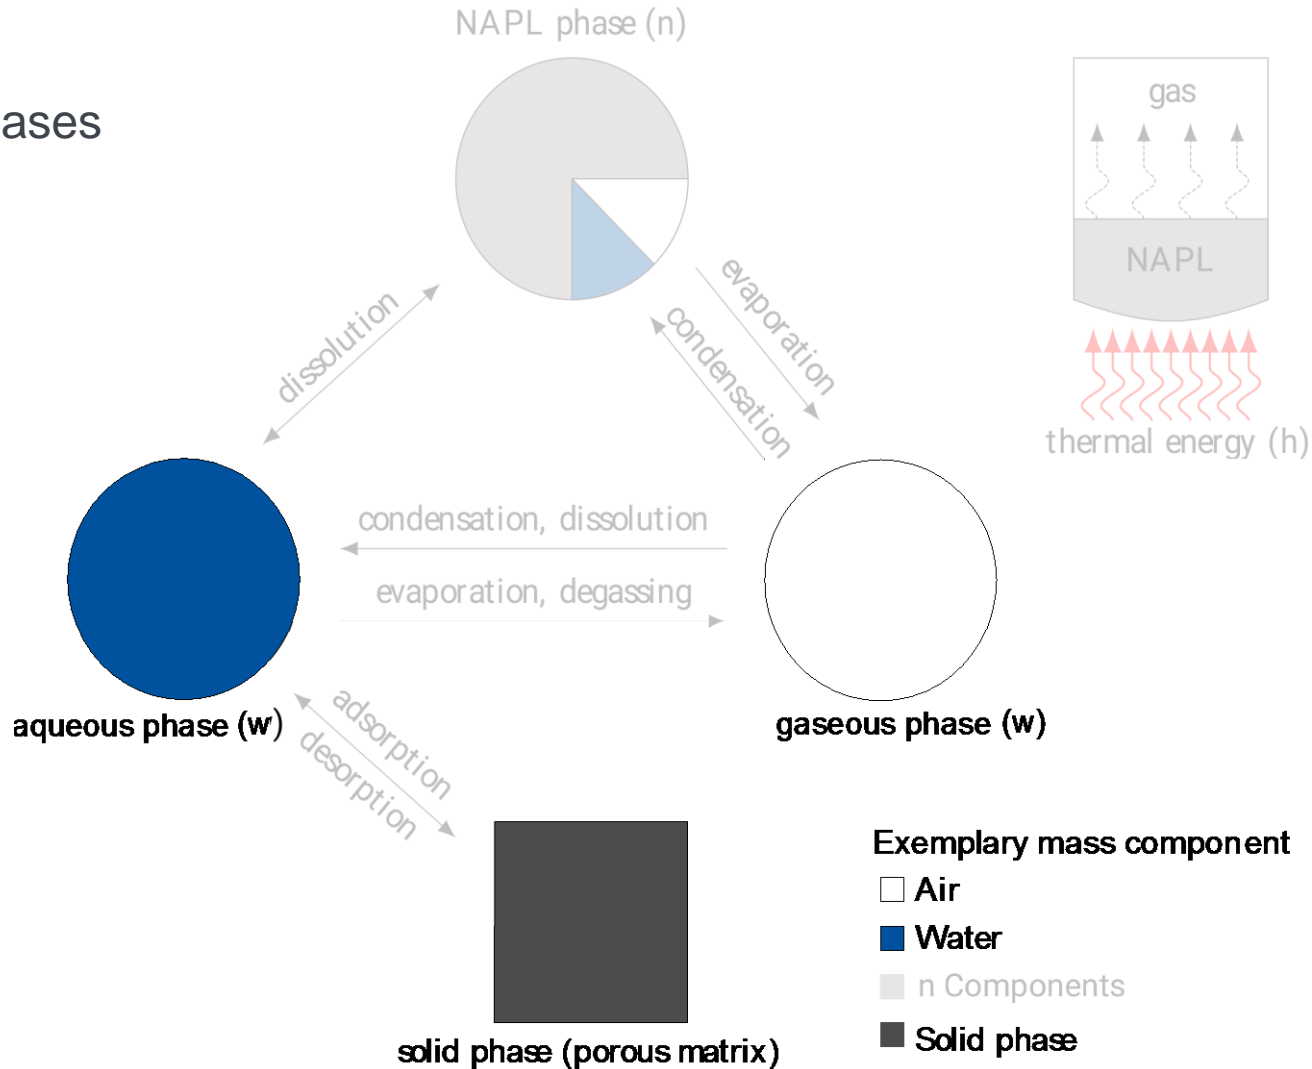 NAPL phase (n)
ases
gas
NAPL
thermal energy (h)
dissolution
evaporation
condensation
condensation, dissolution
evaporation, degassing
aqueous phase (w)
gaseous phase (w)
adsorption
desorption
solid phase (porous matrix)
Exemplary mass component
Air
Water
n Components
Solid phase